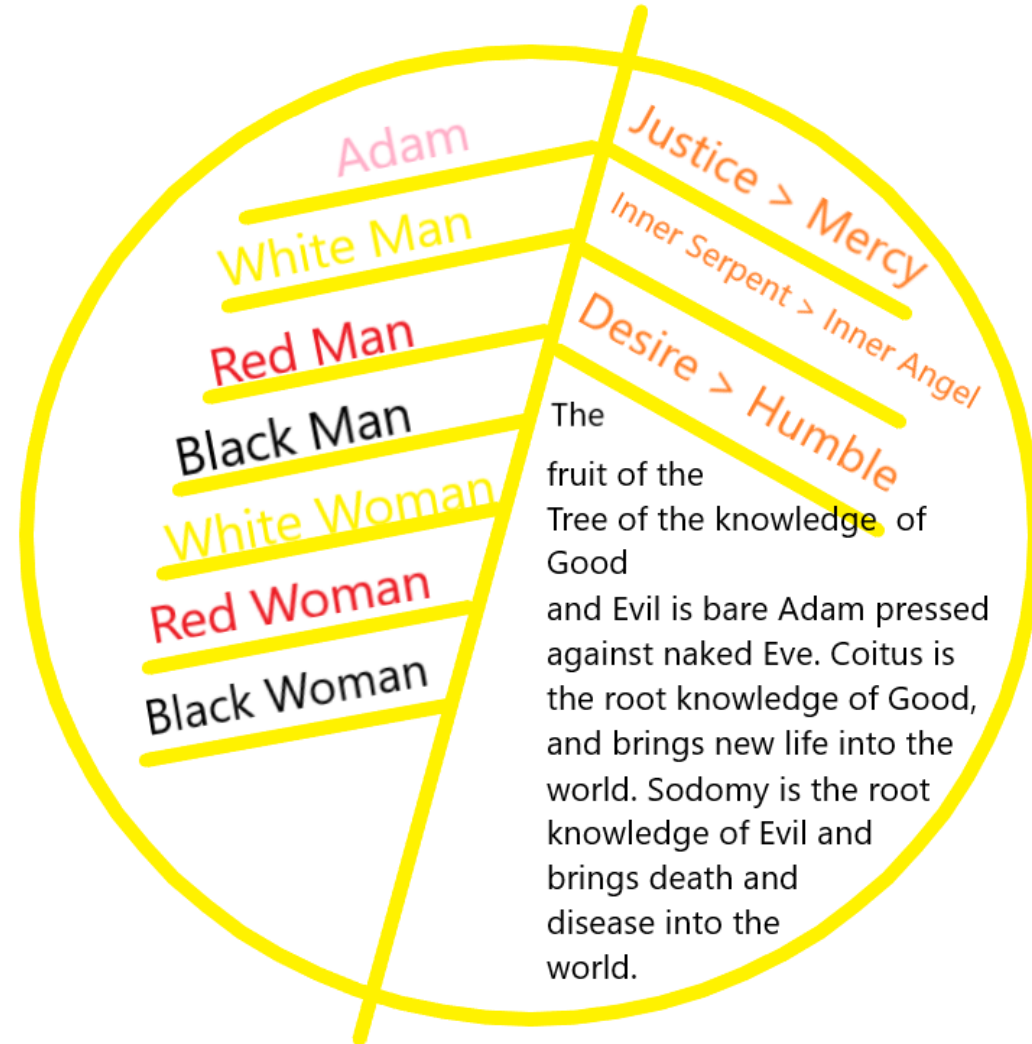 Adam
White Man
Red Man
Black Man
White Woman
Red Woman
Black Woman
Justice > Mercy
Inner Serpent > Inner Angel
Desire > Humble
The
fruit of the
Tree of the knowledge of
Good
and Evil is bare Adam pressed
against naked Eve. Coitus is
the root knowledge of Good,
and brings new life into the
world. Sodomy is the root
knowledge of Evil and
brings death and
disease into the
world.